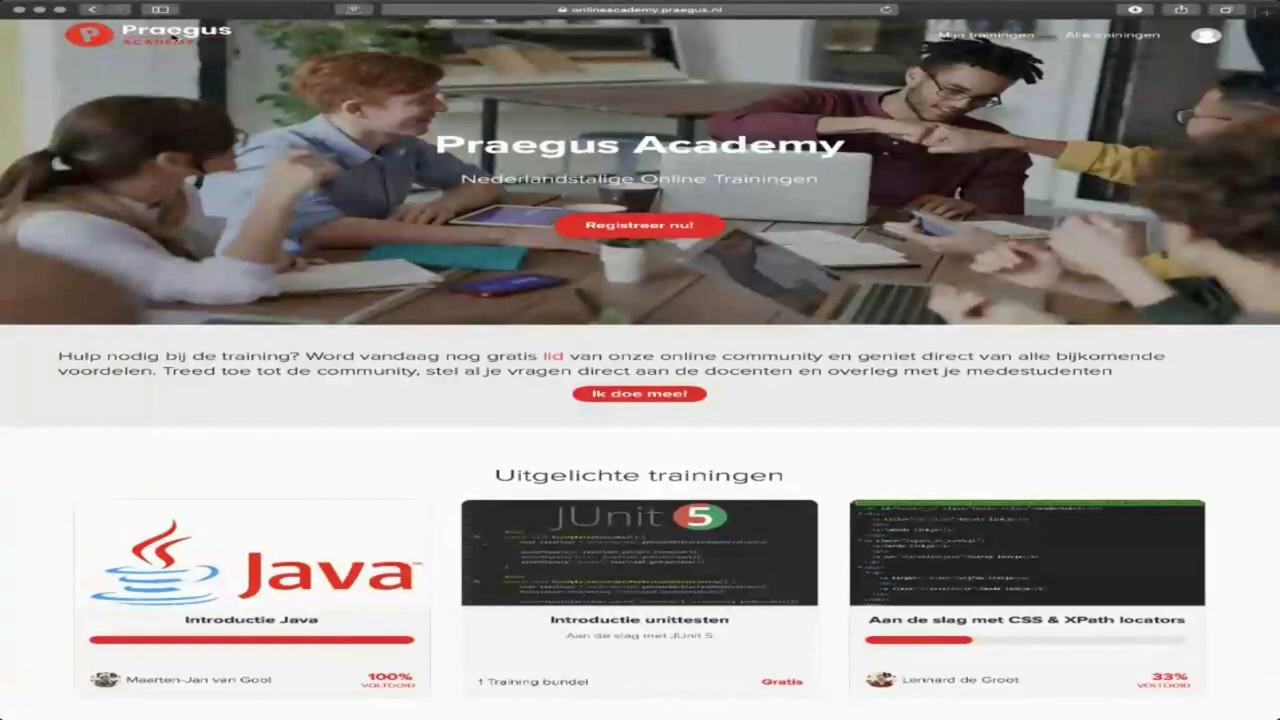 onlineacademy.praegus.nl
Praegus
ACADEMY
Mijn trainingen
Alle trainingen
Praegus Academy
Nederlandstalige Online Trainingen
Registreer nu!
Hulp nodig bij de training? Word vandaag nog gratis lid van onze online community en geniet direct van alle bijkomende
voordelen. Treed toe tot de community, stel al je vragen direct aan de docenten en overleg met je medestudenten
Ik doe mee!
Uitgelichte trainingen
Java
Introductie Java
Maarten-Jan van Gool
100%
VOLTOOID
JUnit 5
Introductie unittesten
Aan de slag met JUnit 5.
1 Training bundel
Gratis
Aan de slag met CSS & XPath locators
Lennard de Groot
33%
VOLTOOID